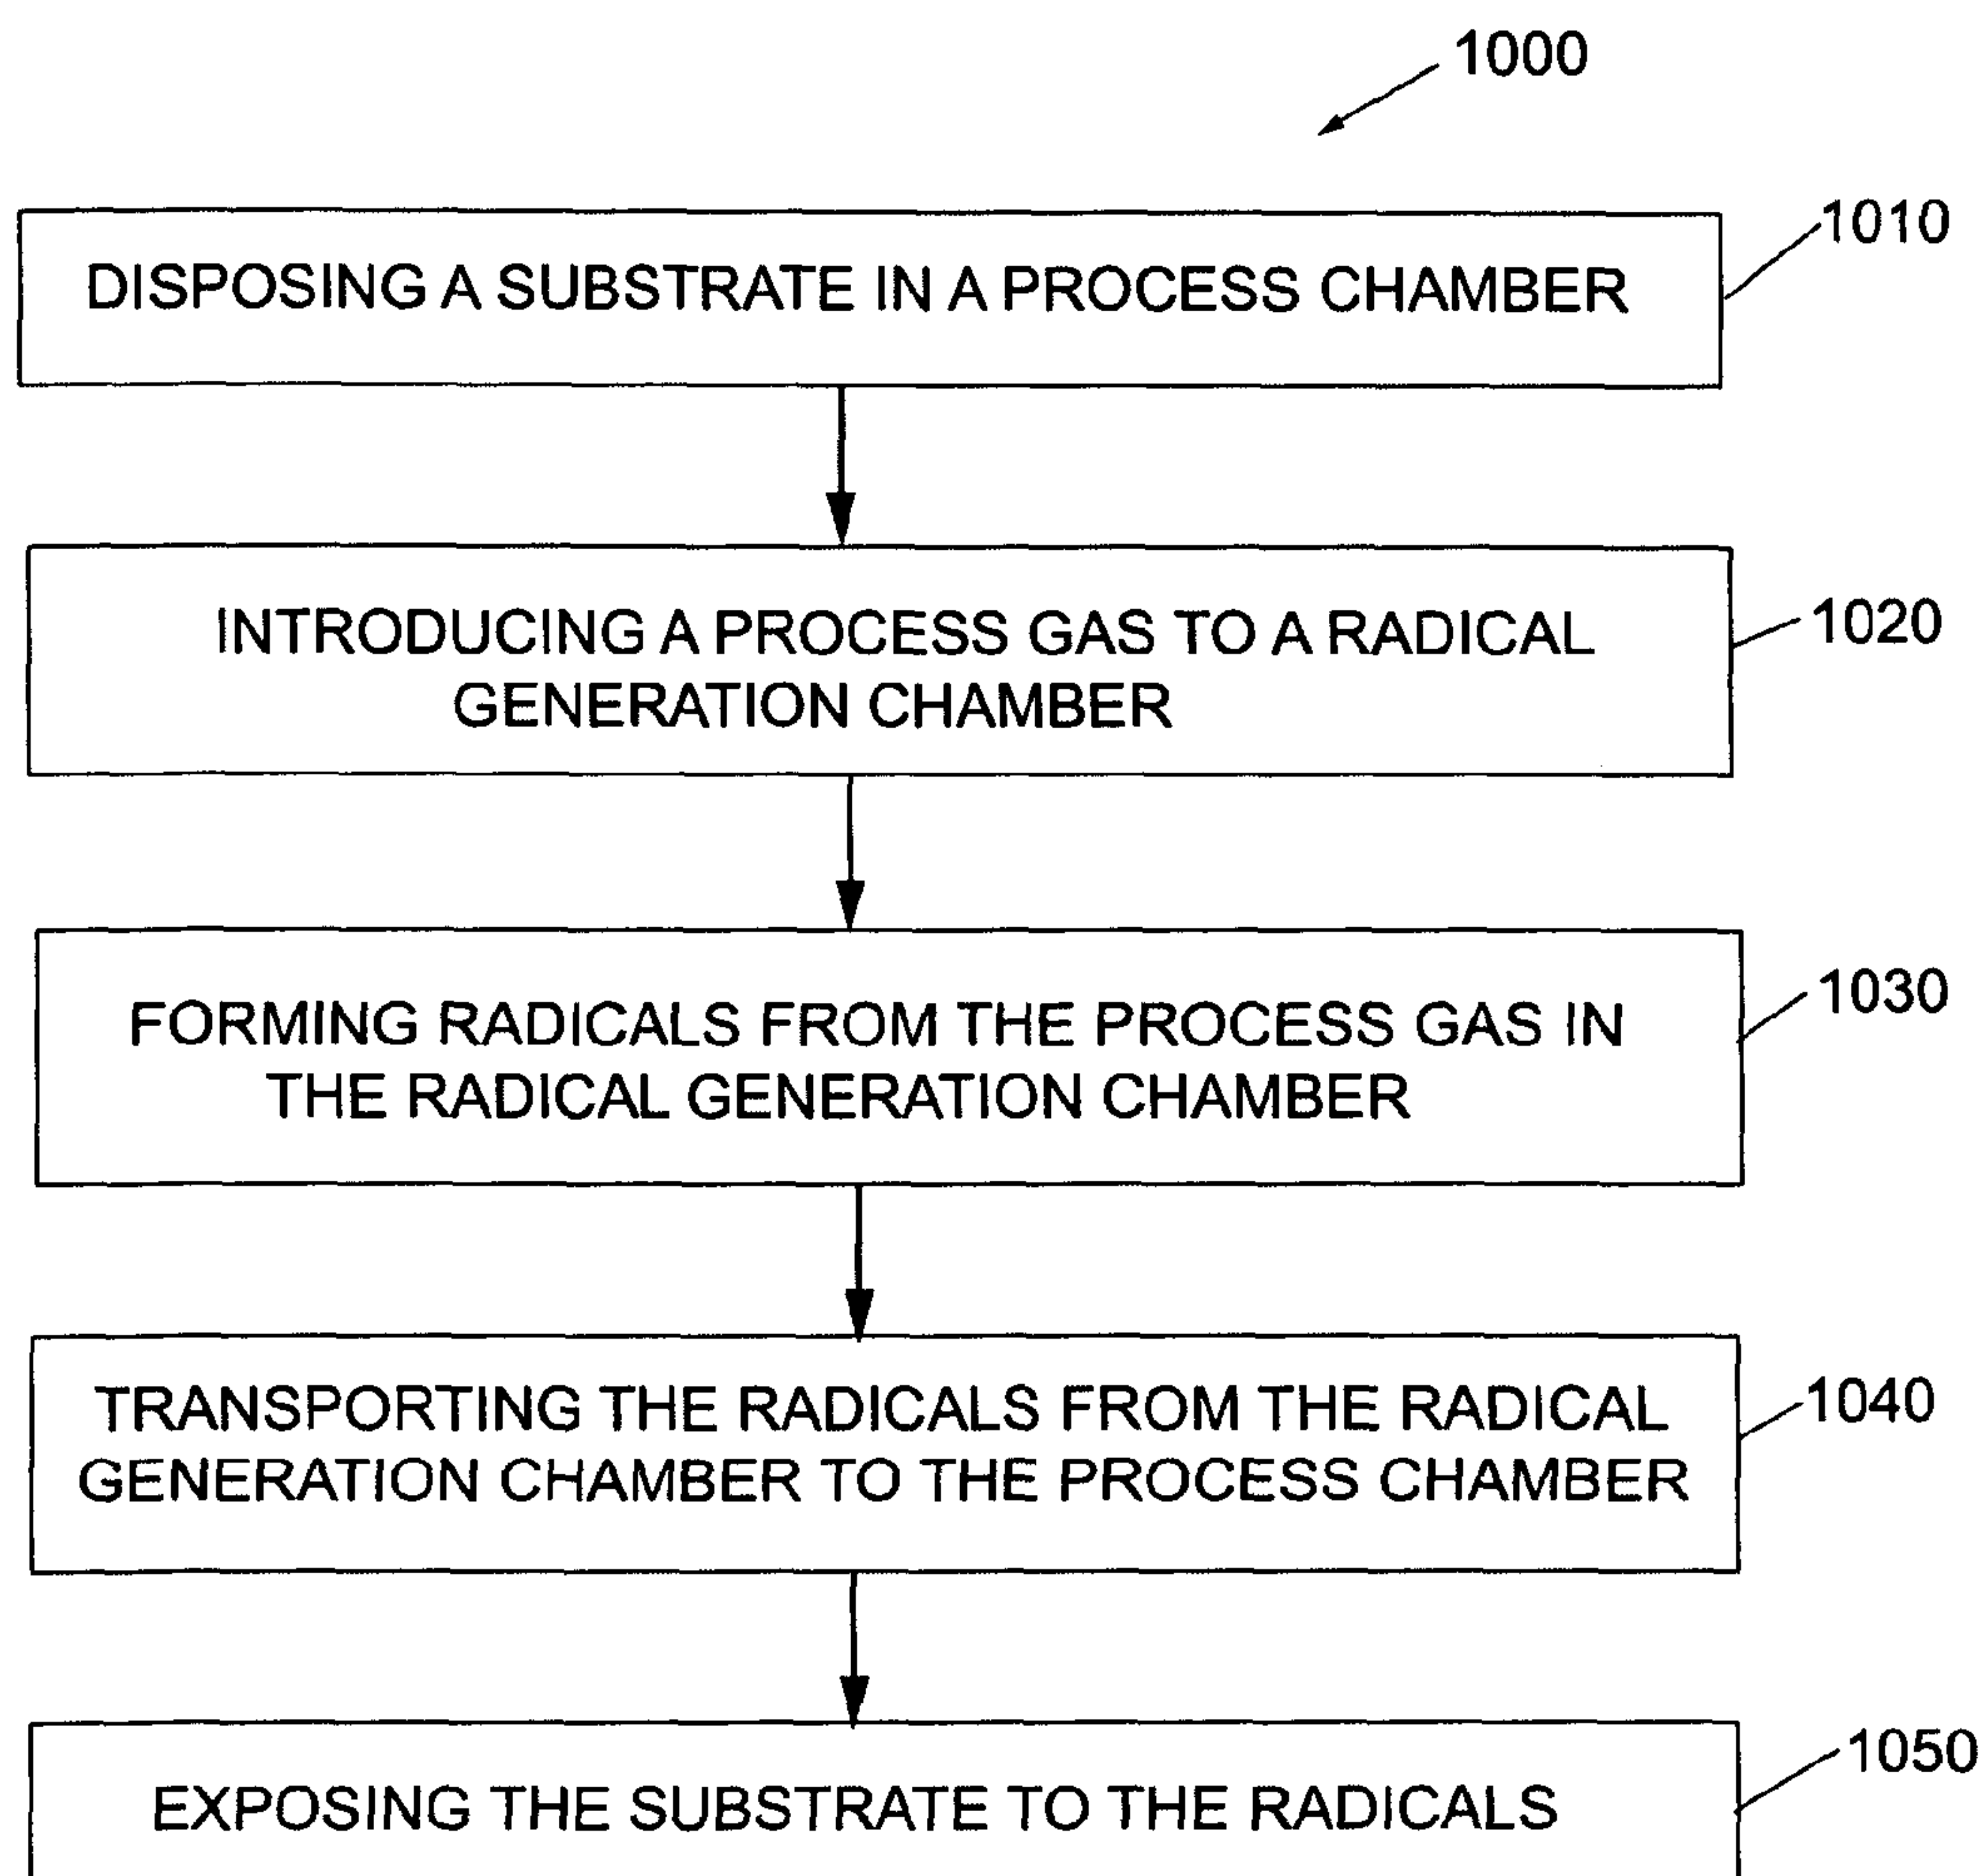 1000
1010
DISPOSING A SUBSTRATE IN A PROCESS CHAMBER
1020
INTRODUCING A PROCESS GAS TO A RADICAL
GENERATION CHAMBER
1030
FORMING RADICALS FROM THE PROCESS GAS IN
THE RADICAL GENERATION CHAMBER
1040
TRANSPORTING THE RADICALS FROM THE RADICAL
GENERATION CHAMBER TO THE PROCESS CHAMBER
1050
EXPOSING THE SUBSTRATE TO THE RADICALS